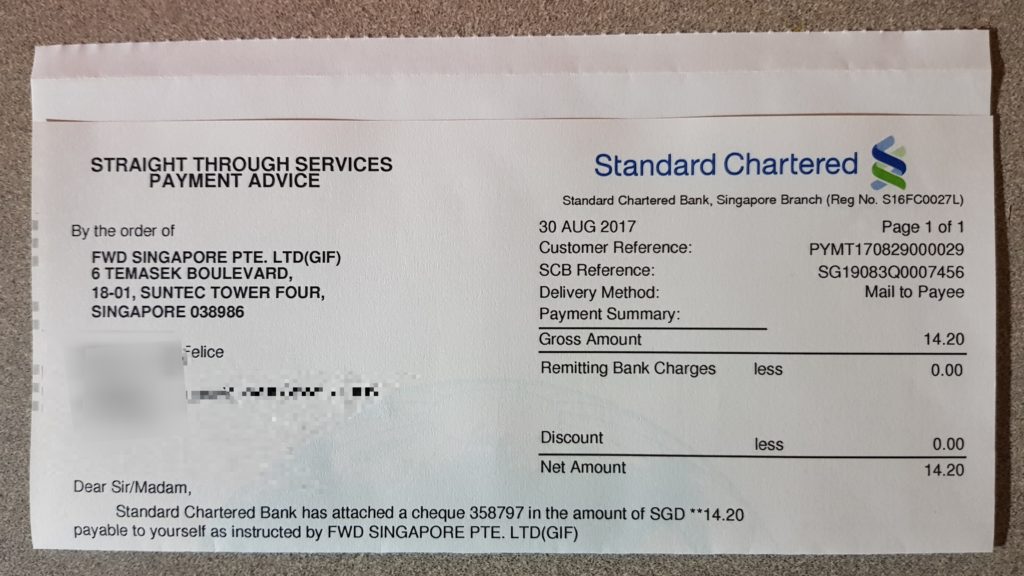 STRAIGHT THROUGH SERVICES
PAYMENT ADVICE
By the order of
FWD SINGAPORE PTE. LTD(GIF)
6 TEMASEK BOULEVARD,
18-01, SUNTEC TOWER FOUR,
SINGAPORE 038986
Felice
Standard Chartered
Standard Chartered Bank, Singapore Branch (Reg No. S16FC0027L)
30 AUG 2017 Page 1 of 1
Customer Reference: PYMT170829000029
SCB Reference: SG19083Q0007456
Delivery Method: Mail to Payee
Payment Summary:
Gross Amount 14.20
Remitting Bank Charges less 0.00
Discount less 0.00
Net Amount 14.20
Dear Sir/Madam,
Standard Chartered Bank has attached a cheque 358797 in the amount of SGD **14.20
payable to yourself as instructed by FWD SINGAPORE PTE. LTD(GIF)